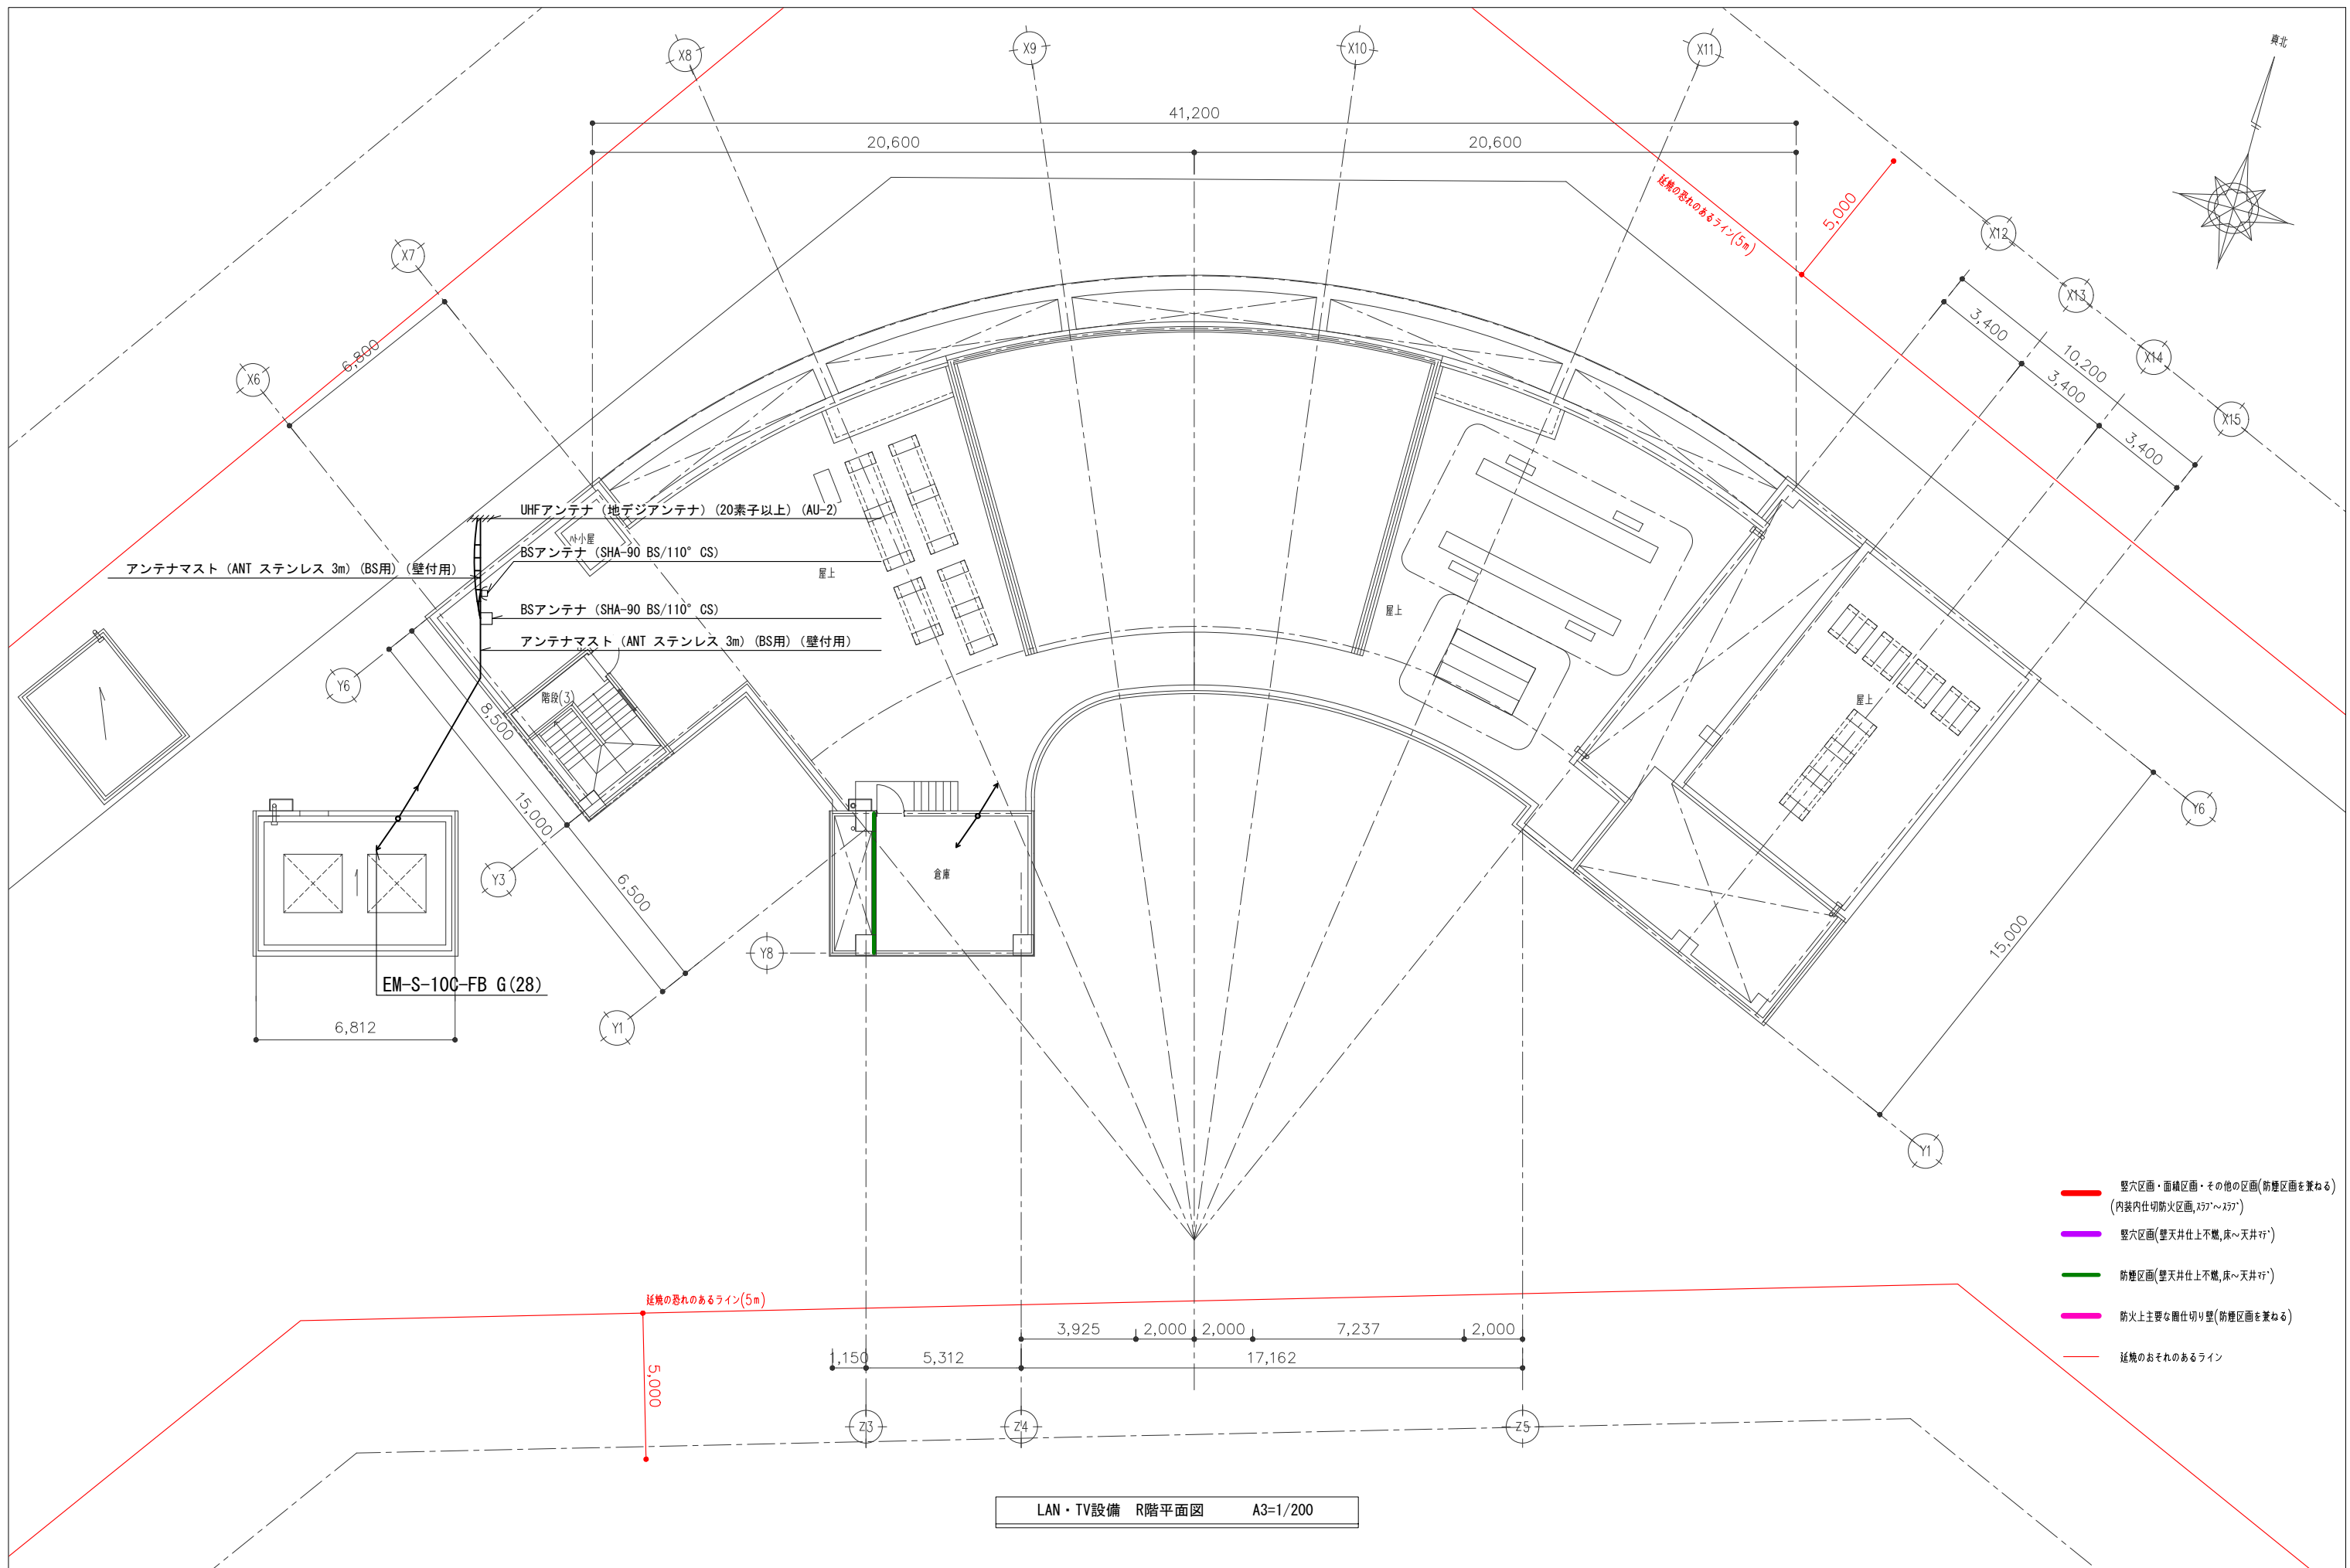 真北
X8
X9
X10
X11
41,200
20,600
20,600
延焼の恐れのあるライン(5m)
5,000
X12
X13
X14
X15
X7
X6
6,800
3,400
10,200
3,400
3,400
UHFアンテナ（地デジアンテナ）(20素子以上)（AU-2）
ﾊﾄ小屋
BSアンテナ（SHA-90 BS/110°CS）
アンテナマスト（ANT ステンレス 3m）(BS用)（壁付用）
屋上
BSアンテナ（SHA-90 BS/110°CS）
屋上
アンテナマスト（ANT ステンレス 3m）(BS用)（壁付用）
Y6
階段(3)
屋上
8,500
15,000
Y6
倉庫
Y3
6,500
Y8
15,000
EM-S-10C-FB G(28)
6,812
Y1
Y1
竪穴区画・面積区画・その他の区画(防煙区画を兼ねる)
(内装内仕切防火区画,ｽﾗﾌﾞ～ｽﾗﾌﾞ)
竪穴区画(壁天井仕上不燃,床～天井ﾏﾃﾞ)
防煙区画(壁天井仕上不燃,床～天井ﾏﾃﾞ)
防火上主要な間仕切り壁(防煙区画を兼ねる)
延焼のおそれのあるライン
延焼の恐れのあるライン(5m)
5,000
3,925
2,000
2,000
7,237
2,000
1,150
5,312
17,162
Z3
Z4
Z5
LAN・TV設備　R階平面図　　A3=1/200